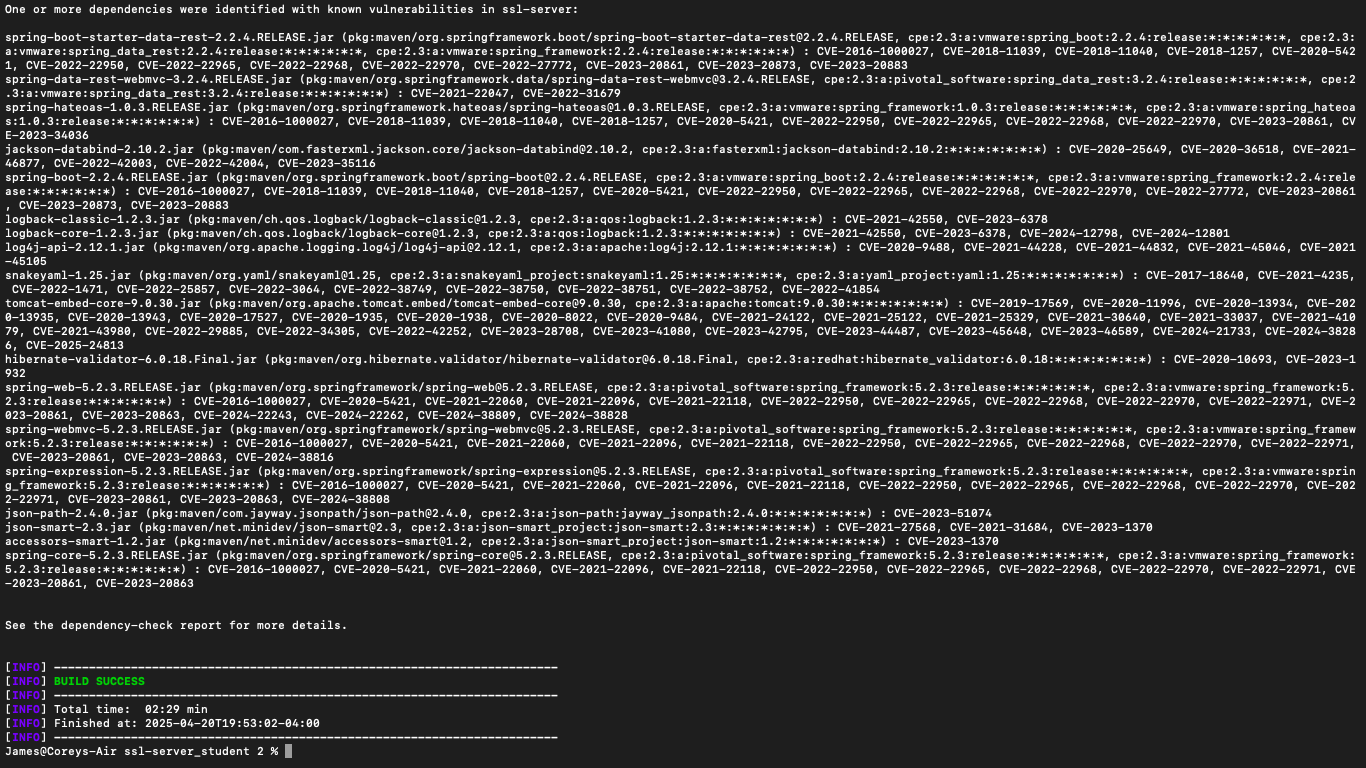 One or more dependencies were identified with known vulnerabilities in ssl-server:
spring-boot-starter-data-rest-2.2.4.RELEASE.jar (pkg:maven/org.springframework.boot/spring-boot-starter-data-rest@2.2.4.RELEASE, cpe:2.3:a:vmware:spring_boot:2.2.4:release:*:*:*:*:*:*, cpe:2.3:
a:vmware:spring_data_rest:2.2.4:release:*:*:*:*:*:*, cpe:2.3:a:vmware:spring_framework:2.2.4:release:*:*:*:*:*:*) : CVE-2016-1000027, CVE-2018-11039, CVE-2018-11040, CVE-2018-1257, CVE-2020-542
1, CVE-2022-22950, CVE-2022-22965, CVE-2022-22968, CVE-2022-22970, CVE-2022-27772, CVE-2023-20861, CVE-2023-20873, CVE-2023-20883
spring-data-rest-webmvc-3.2.4.RELEASE.jar (pkg:maven/org.springframework.data/spring-data-rest-webmvc@3.2.4.RELEASE, cpe:2.3:a:pivotal_software:spring_data_rest:3.2.4:release:*:*:*:*:*:*, cpe:2
.3:a:vmware:spring_data_rest:3.2.4:release:*:*:*:*:*:*) : CVE-2021-22047, CVE-2022-31679
spring-hateoas-1.0.3.RELEASE.jar (pkg:maven/org.springframework.hateoas/spring-hateoas@1.0.3.RELEASE, cpe:2.3:a:vmware:spring_framework:1.0.3:release:*:*:*:*:*:*, cpe:2.3:a:vmware:spring_hateo
as:1.0.3:release:*:*:*:*:*:*) : CVE-2016-1000027, CVE-2018-11039, CVE-2018-11040, CVE-2018-1257, CVE-2020-5421, CVE-2022-22950, CVE-2022-22965, CVE-2022-22968, CVE-2022-22970, CVE-2023-20861, CV
E-2023-34036
jackson-databind-2.10.2.jar (pkg:maven/com.fasterxml.jackson.core/jackson-databind@2.10.2, cpe:2.3:a:fasterxml:jackson-databind:2.10.2:*:*:*:*:*:*:*) : CVE-2020-25649, CVE-2020-36518, CVE-2021-
46877, CVE-2022-42003, CVE-2022-42004, CVE-2023-35116
spring-boot-2.2.4.RELEASE.jar (pkg:maven/org.springframework.boot/spring-boot@2.2.4.RELEASE, cpe:2.3:a:vmware:spring_boot:2.2.4:release:*:*:*:*:*:*, cpe:2.3:a:vmware:spring_framework:2.2.4:rele
ase:*:*:*:*:*:*) : CVE-2016-1000027, CVE-2018-11039, CVE-2018-11040, CVE-2018-1257, CVE-2020-5421, CVE-2022-22950, CVE-2022-22965, CVE-2022-22968, CVE-2022-22970, CVE-2022-27772, CVE-2023-20861
, CVE-2023-20873, CVE-2023-20883
logback-classic-1.2.3.jar (pkg:maven/ch.qos.logback/logback-classic@1.2.3, cpe:2.3:a:qos:logback:1.2.3:*:*:*:*:*:*:*) : CVE-2021-42550, CVE-2023-6378
logback-core-1.2.3.jar (pkg:maven/ch.qos.logback/logback-core@1.2.3, cpe:2.3:a:qos:logback:1.2.3:*:*:*:*:*:*:*) : CVE-2021-42550, CVE-2023-6378, CVE-2024-12798, CVE-2024-12801
log4j-api-2.12.1.jar (pkg:maven/org.apache.logging.log4j/log4j-api@2.12.1, cpe:2.3:a:apache:log4j:2.12.1:*:*:*:*:*:*:*) : CVE-2020-9488, CVE-2021-44228, CVE-2021-44832, CVE-2021-45046, CVE-2021
-45105
snakeyaml-1.25.jar (pkg:maven/org.yaml/snakeyaml@1.25, cpe:2.3:a:snakeyaml_project:snakeyaml:1.25:*:*:*:*:*:*:*, cpe:2.3:a:yaml_project:yaml:1.25:*:*:*:*:*:*:*) : CVE-2017-18640, CVE-2021-4235,
 CVE-2022-1471, CVE-2022-25857, CVE-2022-3064, CVE-2022-38749, CVE-2022-38750, CVE-2022-38751, CVE-2022-38752, CVE-2022-41854
tomcat-embed-core-9.0.30.jar (pkg:maven/org.apache.tomcat.embed/tomcat-embed-core@9.0.30, cpe:2.3:a:apache:tomcat:9.0.30:*:*:*:*:*:*:*) : CVE-2019-17569, CVE-2020-11996, CVE-2020-13934, CVE-202
0-13935, CVE-2020-13943, CVE-2020-17527, CVE-2020-1935, CVE-2020-1938, CVE-2020-8022, CVE-2020-9484, CVE-2021-24122, CVE-2021-25122, CVE-2021-25329, CVE-2021-30640, CVE-2021-33037, CVE-2021-410
79, CVE-2021-43980, CVE-2022-29885, CVE-2022-34305, CVE-2022-42252, CVE-2023-28708, CVE-2023-41080, CVE-2023-42795, CVE-2023-44487, CVE-2023-45648, CVE-2023-46589, CVE-2024-21733, CVE-2024-3828
6, CVE-2025-24813
hibernate-validator-6.0.18.Final.jar (pkg:maven/org.hibernate.validator/hibernate-validator@6.0.18.Final, cpe:2.3:a:redhat:hibernate_validator:6.0.18:*:*:*:*:*:*:*) : CVE-2020-10693, CVE-2023-1
932
spring-web-5.2.3.RELEASE.jar (pkg:maven/org.springframework/spring-web@5.2.3.RELEASE, cpe:2.3:a:pivotal_software:spring_framework:5.2.3:release:*:*:*:*:*:*, cpe:2.3:a:vmware:spring_framework:5.
2.3:release:*:*:*:*:*:*) : CVE-2016-1000027, CVE-2020-5421, CVE-2021-22060, CVE-2021-22096, CVE-2021-22118, CVE-2022-22950, CVE-2022-22965, CVE-2022-22968, CVE-2022-22970, CVE-2022-22971, CVE-2
023-20861, CVE-2023-20863, CVE-2024-22243, CVE-2024-22262, CVE-2024-38809, CVE-2024-38828
spring-webmvc-5.2.3.RELEASE.jar (pkg:maven/org.springframework/spring-webmvc@5.2.3.RELEASE, cpe:2.3:a:pivotal_software:spring_framework:5.2.3:release:*:*:*:*:*:*, cpe:2.3:a:vmware:spring_framew
ork:5.2.3:release:*:*:*:*:*:*) : CVE-2016-1000027, CVE-2020-5421, CVE-2021-22060, CVE-2021-22096, CVE-2021-22118, CVE-2022-22950, CVE-2022-22965, CVE-2022-22968, CVE-2022-22970, CVE-2022-22971,
 CVE-2023-20861, CVE-2023-20863, CVE-2024-38816
spring-expression-5.2.3.RELEASE.jar (pkg:maven/org.springframework/spring-expression@5.2.3.RELEASE, cpe:2.3:a:pivotal_software:spring_framework:5.2.3:release:*:*:*:*:*:*, cpe:2.3:a:vmware:sprin
g_framework:5.2.3:release:*:*:*:*:*:*) : CVE-2016-1000027, CVE-2020-5421, CVE-2021-22060, CVE-2021-22096, CVE-2021-22118, CVE-2022-22950, CVE-2022-22965, CVE-2022-22968, CVE-2022-22970, CVE-202
2-22971, CVE-2023-20861, CVE-2023-20863, CVE-2024-38808
json-path-2.4.0.jar (pkg:maven/com.jayway.jsonpath/json-path@2.4.0, cpe:2.3:a:json-path:jayway_jsonpath:2.4.0:*:*:*:*:*:*:*) : CVE-2023-51074
json-smart-2.3.jar (pkg:maven/net.minidev/json-smart@2.3, cpe:2.3:a:json-smart_project:json-smart:2.3:*:*:*:*:*:*:*) : CVE-2021-27568, CVE-2021-31684, CVE-2023-1370
accessors-smart-1.2.jar (pkg:maven/net.minidev/accessors-smart@1.2, cpe:2.3:a:json-smart_project:json-smart:1.2:*:*:*:*:*:*:*) : CVE-2023-1370
spring-core-5.2.3.RELEASE.jar (pkg:maven/org.springframework/spring-core@5.2.3.RELEASE, cpe:2.3:a:pivotal_software:spring_framework:5.2.3:release:*:*:*:*:*:*, cpe:2.3:a:vmware:spring_framework:
5.2.3:release:*:*:*:*:*:*) : CVE-2016-1000027, CVE-2020-5421, CVE-2021-22060, CVE-2021-22096, CVE-2021-22118, CVE-2022-22950, CVE-2022-22965, CVE-2022-22968, CVE-2022-22970, CVE-2022-22971, CVE
-2023-20861, CVE-2023-20863
See the dependency-check report for more details.
[INFO] ------------------------------------------------------------------------
[INFO] BUILD SUCCESS
[INFO] ------------------------------------------------------------------------
[INFO] Total time:  02:29 min
[INFO] Finished at: 2025-04-20T19:53:02-04:00
[INFO] ------------------------------------------------------------------------
James@Coreys-Air ssl-server_student 2 %